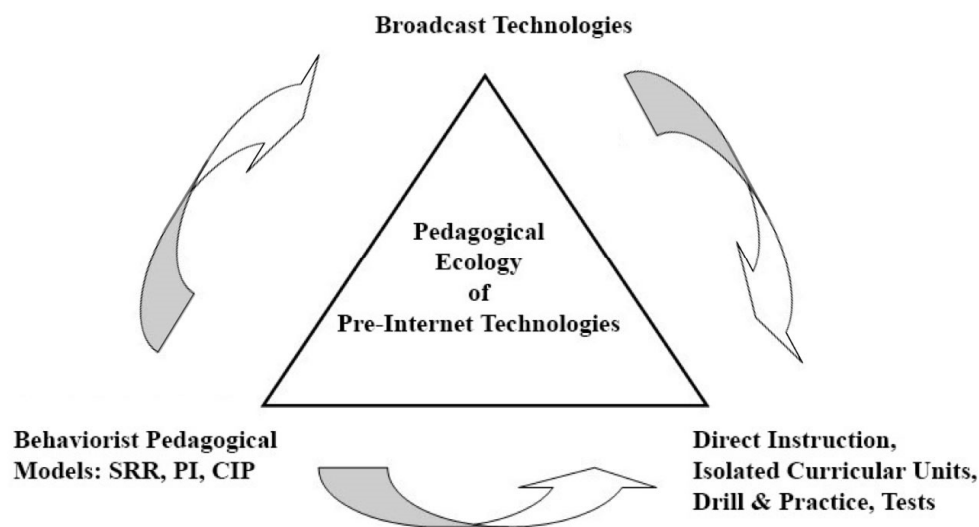 Broadcast Technologies
Pedagogical
Ecology
of
Pre-Internet Technologies
Behaviorist Pedagogical
Models: SRR, PI, CIP
Direct Instruction,
Isolated Curricular Units,
Drill & Practice, Tests